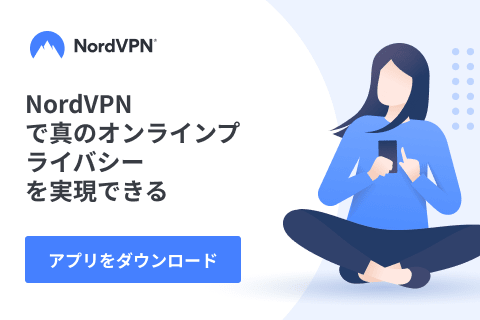 NordVPN®
NordVPN
で真のオンラインプ
ライバシー
を実現できる
アプリをダウンロード